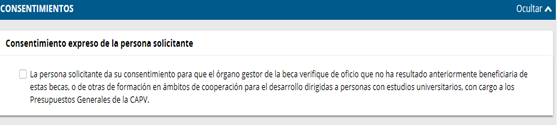 CONSENTIMIENTOS Ocultar
Consentimiento expreso de la persona solicitante
La persona solicitante da su consentimiento para que el órgano gestor de la beca verifique de oficio que no ha resultado anteriormente beneficiaria de
estas becas, o de otras de formación en ámbitos de cooperación para el desarrollo dirigidas a personas con estudios universitarios, con cargo a los
Presupuestos Generales de la CAPV.